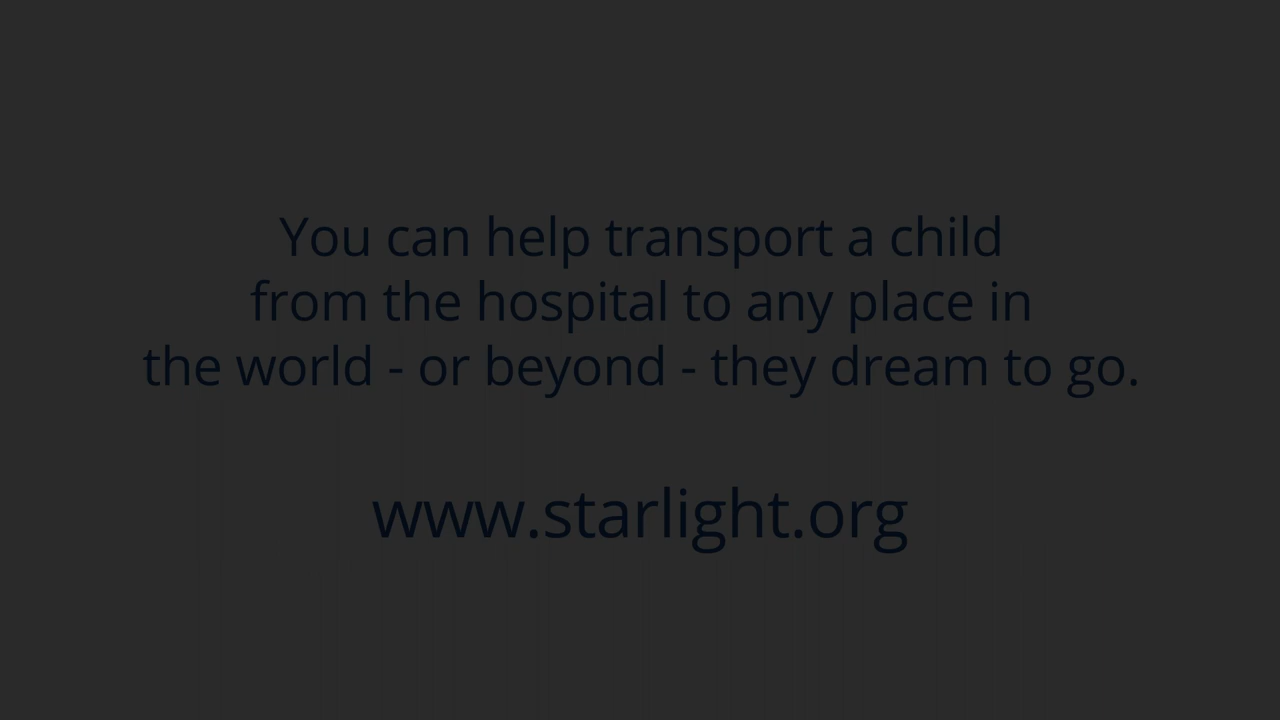 You can help transport a child
from the hospital to any place in
the world - or beyond - they dream to go.
www.starlight.org